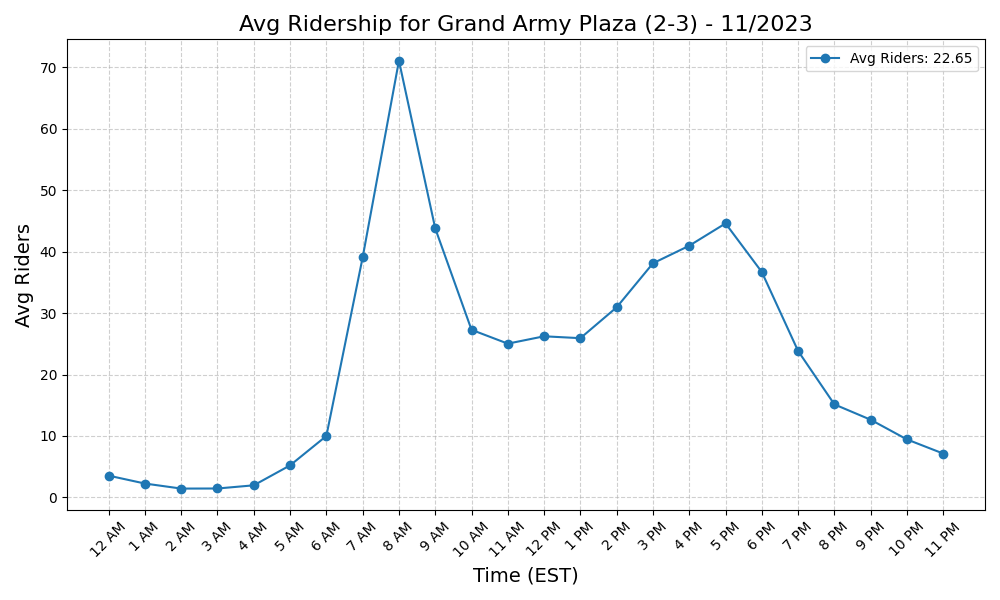 Avg Ridership for Grand Army Plaza (2-3) - 11/2023
Avg Riders: 22.65
Avg Riders
70
60
50
40
30
20
10
0
12 AM
1 AM
2 AM
3 AM
4 AM
5 AM
6 AM
7 AM
8 AM
9 AM
10 AM
11 AM
12 PM
1 PM
2 PM
3 PM
4 PM
5 PM
6 PM
7 PM
8 PM
9 PM
10 PM
11 PM
Time (EST)